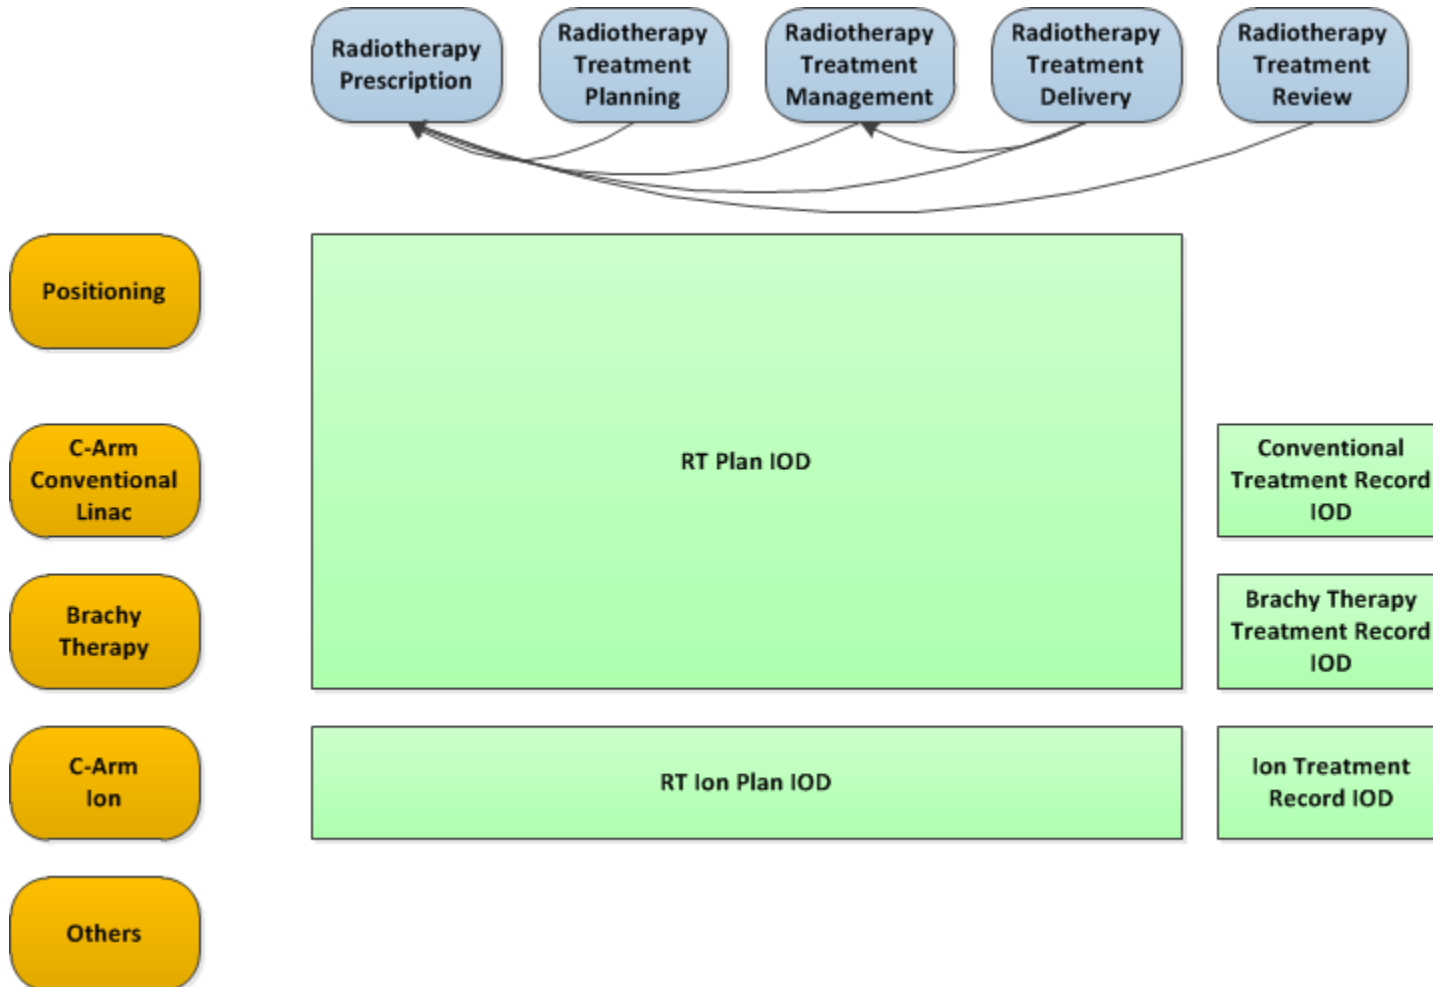 Radiotherapy
Prescription
Radiotherapy
Treatment
Planning
Radiotherapy
Treatment
Management
Radiotherapy
Treatment
Delivery
Radiotherapy
Treatment
Review
Positioning
C-Arm
Conventional
Linac
RT Plan IOD
Conventional
Treatment Record
IOD
Brachy
Therapy
Brachy Therapy
Treatment Record
IOD
C-Arm
Ion
RT Ion Plan IOD
Ion Treatment
Record IOD
Others